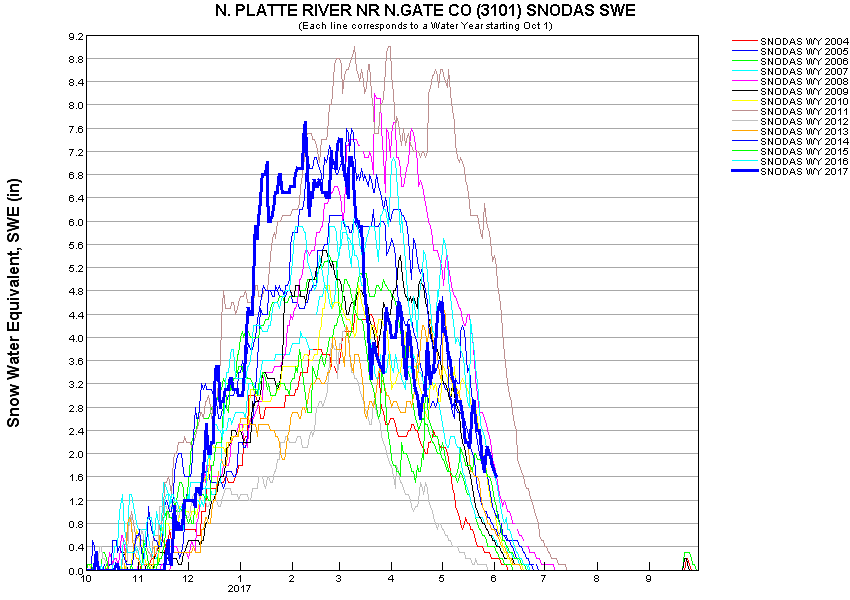 N. PLATTE RIVER NR N.GATE CO (3101) SNODAS SWE
(Each line corresponds to a Water Year starting Oct 1)
Snow Water Equivalent, SWE (in)
9.2
8.8
8.4
8.0
7.6
7.2
6.8
6.4
6.0
5.6
5.2
4.8
4.4
4.0
3.6
3.2
2.8
2.4
2.0
1.6
1.2
0.8
0.4
0.0
10 11 12 1 2 3 4 5 6 7 8 9
2017
SNODAS WY 2004
SNODAS WY 2005
SNODAS WY 2006
SNODAS WY 2007
SNODAS WY 2008
SNODAS WY 2009
SNODAS WY 2010
SNODAS WY 2011
SNODAS WY 2012
SNODAS WY 2013
SNODAS WY 2014
SNODAS WY 2015
SNODAS WY 2016
SNODAS WY 2017